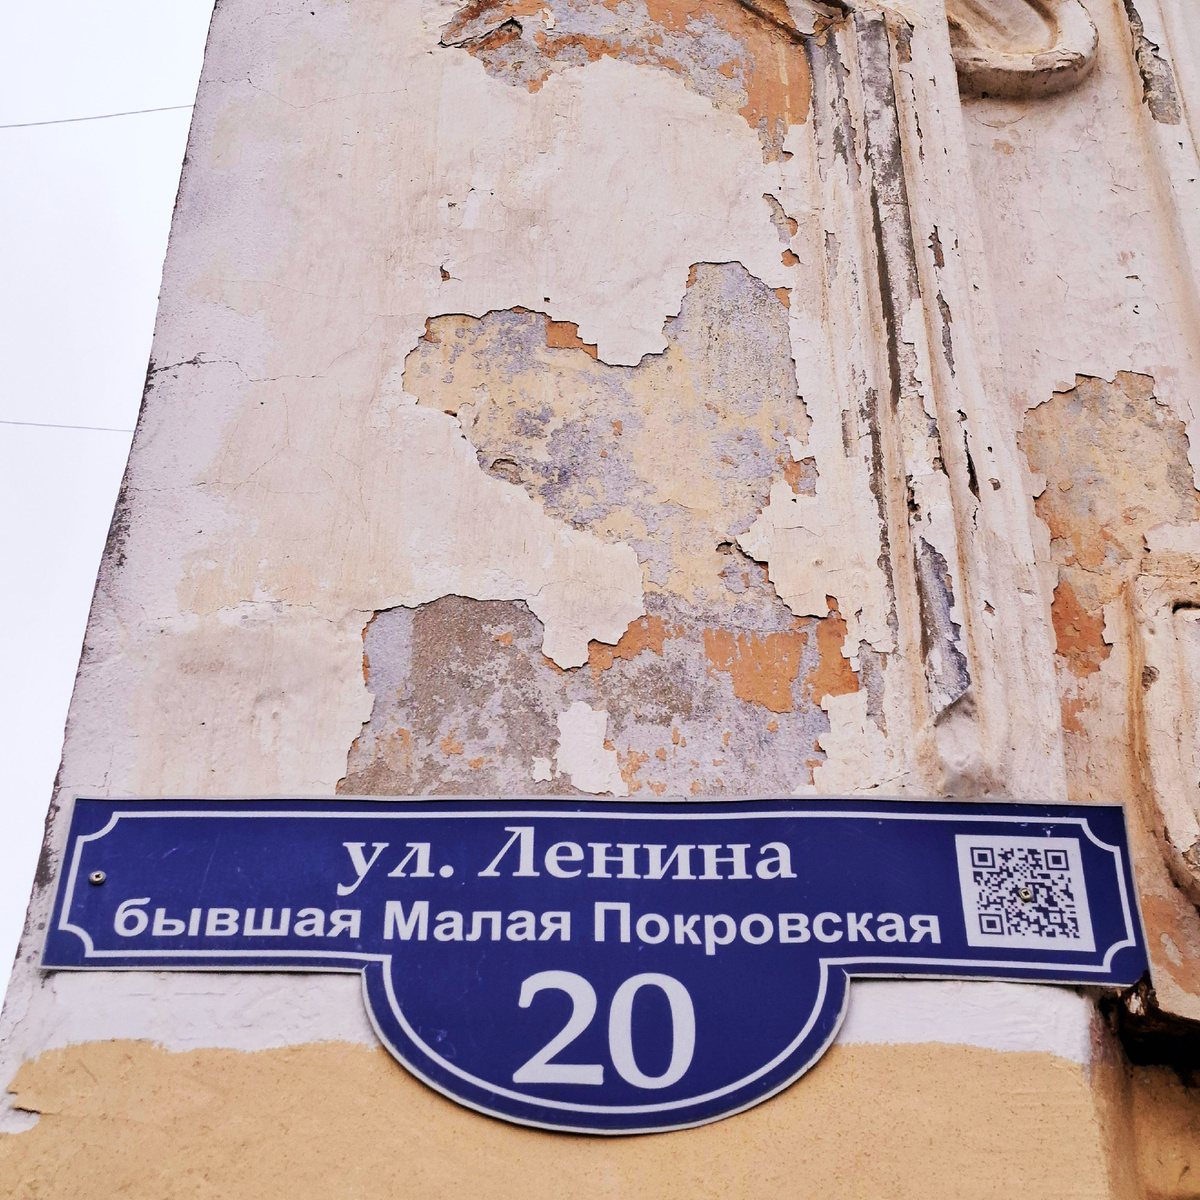 ул. Ленина
бывшая Малая Покровская
20